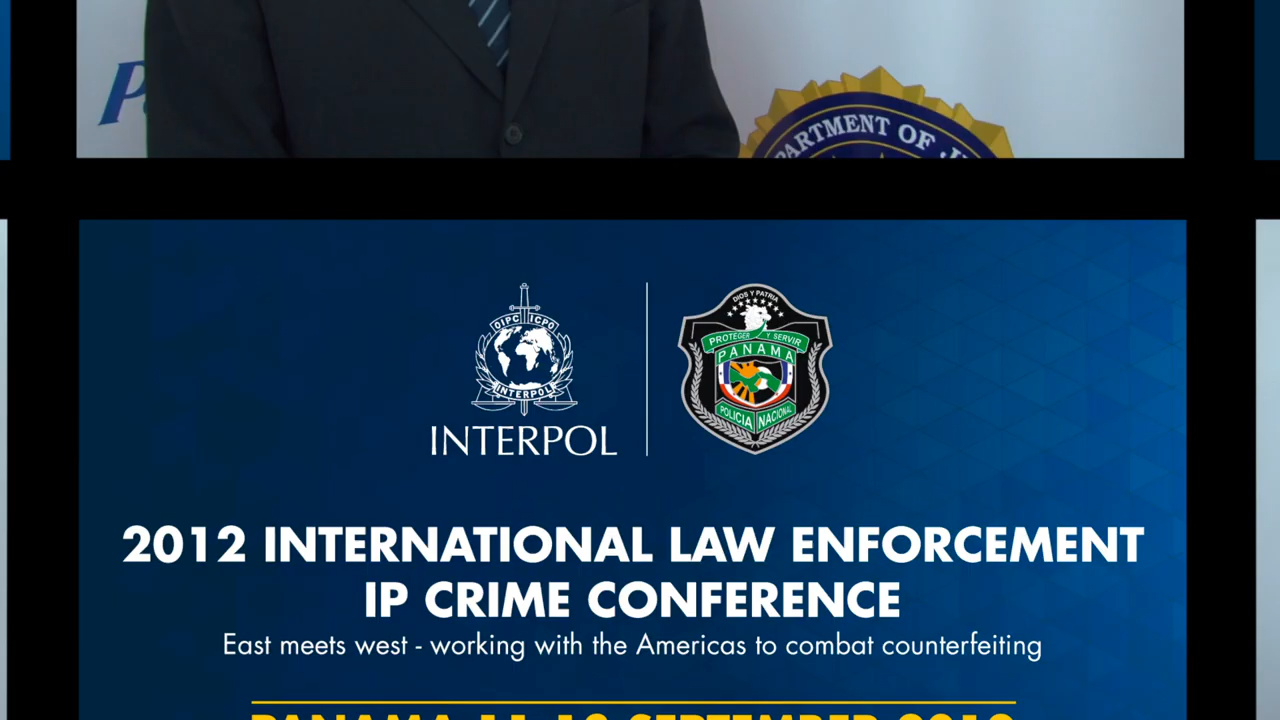 DEPARTMENT OF
DIOS Y PATRIA
OIPC ICPO
PROTEGER Y SERVIR
PANAMA
INTERPOL
POLICIA NACIONAL
INTERPOL
2012 INTERNATIONAL LAW ENFORCEMENT
IP CRIME CONFERENCE
East meets west - working with the Americas to combat counterfeiting